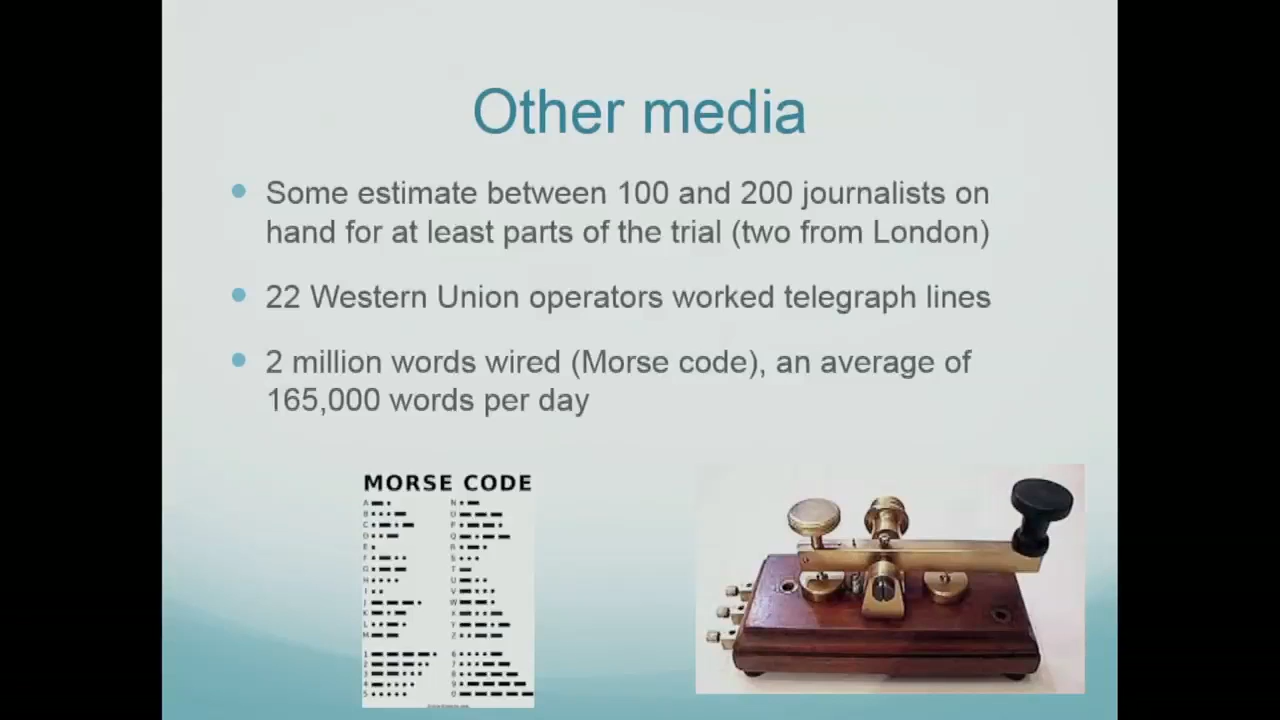 Other media
Some estimate between 100 and 200 journalists on
hand for at least parts of the trial (two from London)
22 Western Union operators worked telegraph lines
2 million words wired (Morse code), an average of
165,000 words per day
MORSE CODE